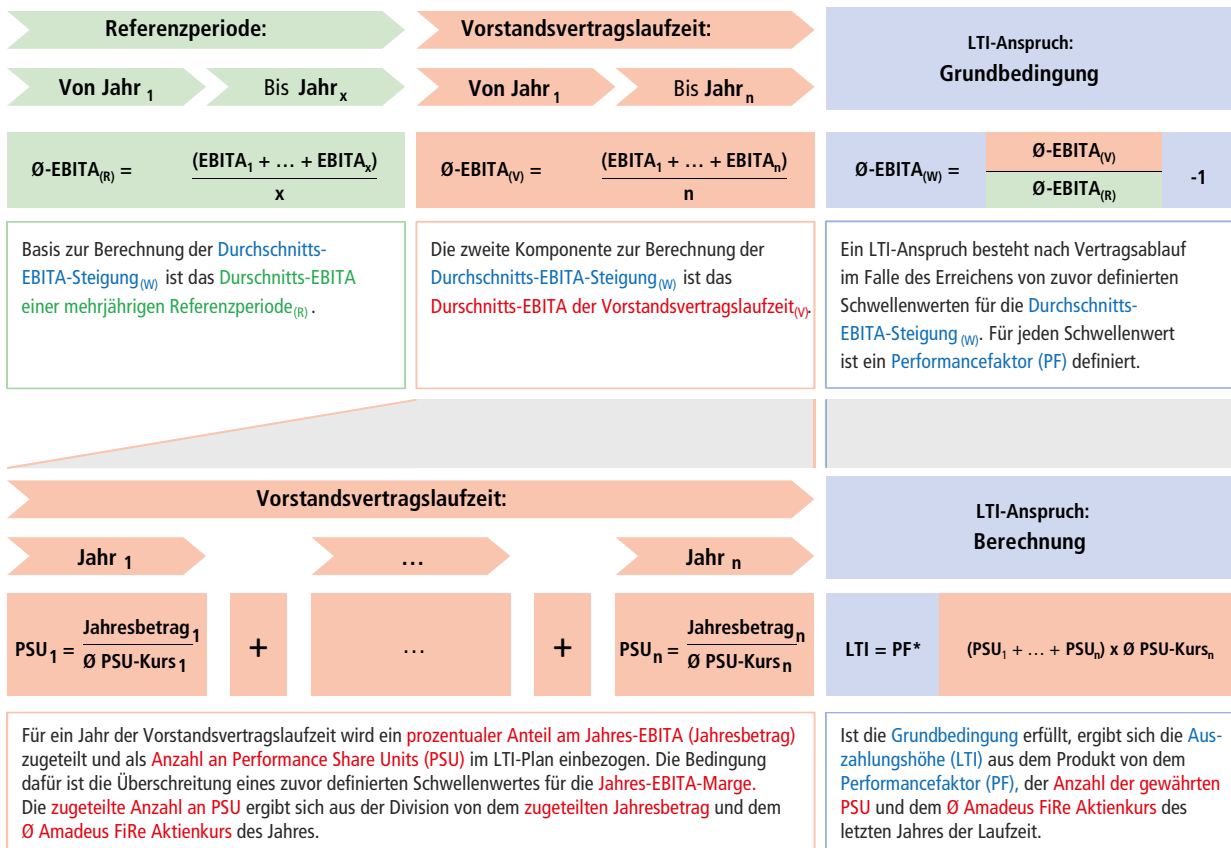 Referenzperiode:
Von Jahr 1
Bis Jahr x
Ø-EBITA(R) =
(EBITA1 + … + EBITAx)
x
Basis zur Berechnung der Durchschnitts-
EBITA-Steigung(W) ist das Durschnitts-EBITA
einer mehrjährigen Referenzperiode(R) .
Vorstandsvertragslaufzeit:
Von Jahr 1
Bis Jahr n
Ø-EBITA(V) =
(EBITA1 + … + EBITAn)
n
Die zweite Komponente zur Berechnung der
Durchschnitts-EBITA-Steigung(W) ist das
Durschnitts-EBITA der Vorstandsvertragslaufzeit(V).
LTI-Anspruch:
Grundbedingung
Ø-EBITA(W) =
Ø-EBITA(V)
Ø-EBITA(R)
-1
Ein LTI-Anspruch besteht nach Vertragsablauf
im Falle des Erreichens von zuvor definierten
Schwellenwerten für die Durchschnitts-
EBITA-Steigung (W). Für jeden Schwellenwert
ist ein Performancefaktor (PF) definiert.
Vorstandsvertragslaufzeit:
Jahr 1
…
Jahr n
PSU1 =
Jahresbetrag1
Ø PSU-Kurs1
+
…
+
PSUn =
Jahresbetragn
Ø PSU-Kursn
Für ein Jahr der Vorstandsvertragslaufzeit wird ein prozentualer Anteil am Jahres-EBITA (Jahresbetrag)
zugeteilt und als Anzahl an Performance Share Units (PSU) im LTI-Plan einbezogen. Die Bedingung
dafür ist die Überschreitung eines zuvor definierten Schwellenwertes für die Jahres-EBITA-Marge.
Die zugeteilte Anzahl an PSU ergibt sich aus der Division von dem zugeteilten Jahresbetrag und dem
Ø Amadeus FiRe Aktienkurs des Jahres.
LTI-Anspruch:
Berechnung
LTI = PF*
(PSU1 + … + PSUn) x Ø PSU-Kursn
Ist die Grundbedingung erfüllt, ergibt sich die Aus-
zahlungshöhe (LTI) aus dem Produkt von dem
Performancefaktor (PF), der Anzahl der gewährten
PSU und dem Ø Amadeus FiRe Aktienkurs des
letzten Jahres der Laufzeit.